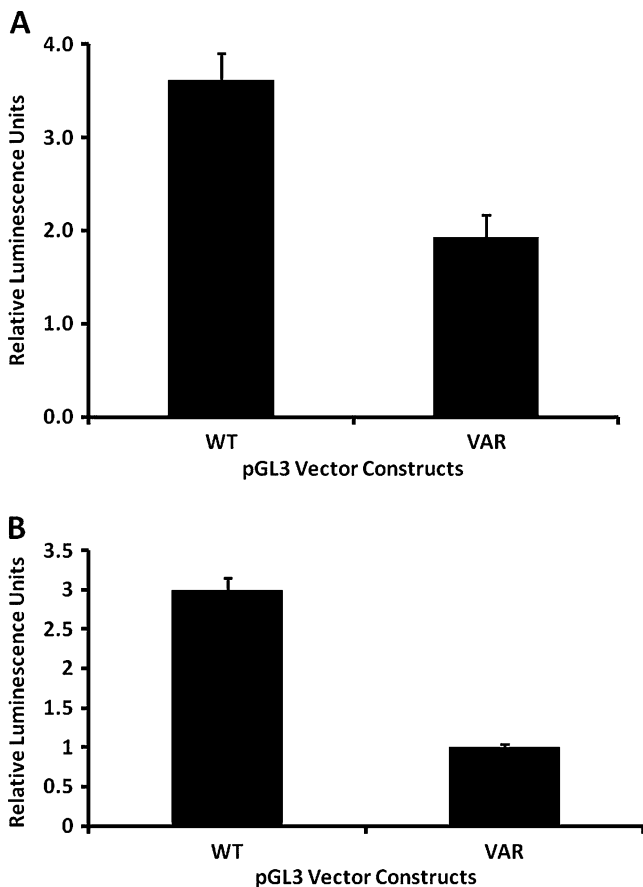 A
Relative Luminescence Units
4.0
3.0
2.0
1.0
0.0
WT VAR
pGL3 Vector Constructs
B
Relative Luminescence Units
3.5
3
2.5
2
1.5
1
0.5
0
WT VAR
pGL3 Vector Constructs